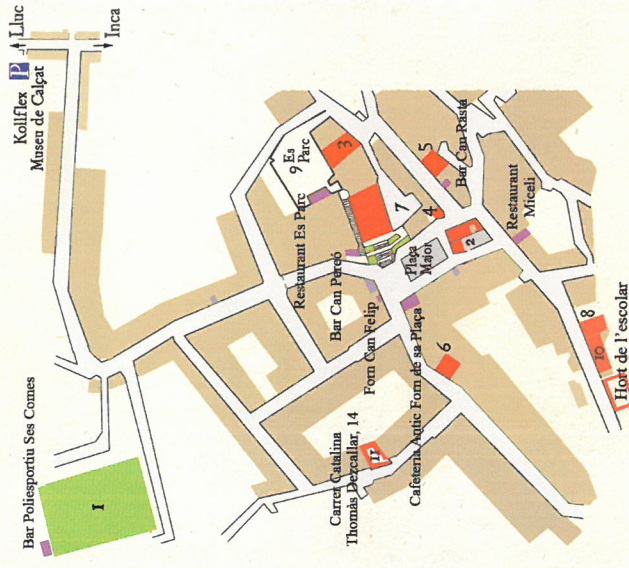 ← Lluc
Inca →
Kollflex P
Museu de Calçat
Bar Poliesportiu Ses Comes
1
Restaurant Es Parc
9 Es
Parc
3
Bar Can Pereó
Forn Can Felip
Cafeteria Antic Forn de sa Plaça
7
5
Bar Can Rasta
4
Plaça
Major
2
Restaurant
Miceli
6
Carrer Catalina
Thomàs Dezcallar, 14
11
8
10
Hort de l'escolar